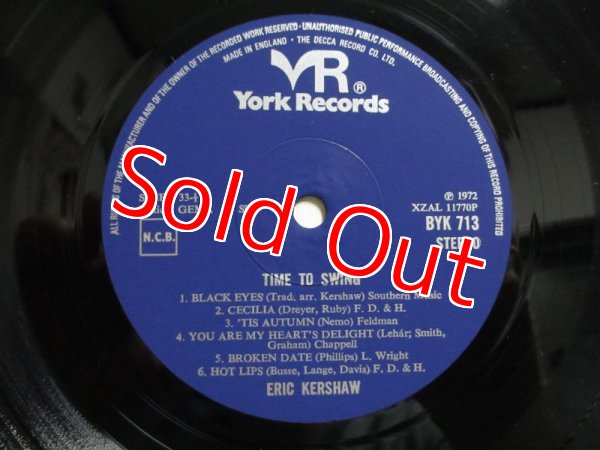 ALL RIGHTS OF THE MANUFACTURER AND OF THE OWNER OF THE RECORDED WORK RESERVED · UNAUTHORISED PUBLIC PERFORMANCE BROADCASTING AND COPYING OF THIS RECORD PROHIBITED
MADE IN ENGLAND · THE DECCA RECORD CO. LTD.
YR®
York Records
℗ 1972
XZAL 11770P
BYK 713
STEREO
33⅓
N.C.B.
Sold Out
TIME TO SWING
1. BLACK EYES (Trad, arr. Kershaw) Southern Music
2. CECILIA (Dreyer, Ruby) F. D. & H.
3. 'TIS AUTUMN (Nemo) Feldman
4. YOU ARE MY HEART'S DELIGHT (Lehár; Smith,
Graham) Chappell
5. BROKEN DATE (Phillips) L. Wright
6. HOT LIPS (Busse, Lange, Davis) F. D. & H.
ERIC KERSHAW